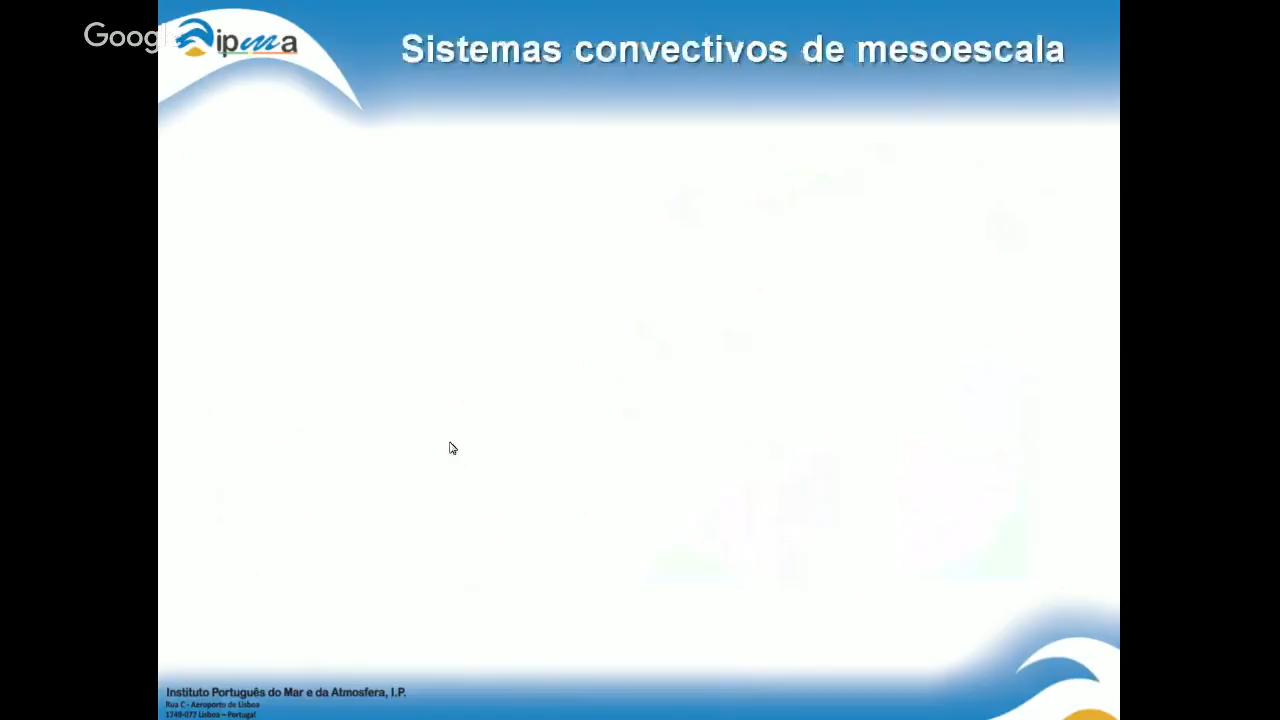 Google
ipma
Sistemas convectivos de mesoescala
Instituto Português do Mar e da Atmosfera, I.P.
Rua C - Aeroporto de Lisboa
1749-077 Lisboa – Portugal